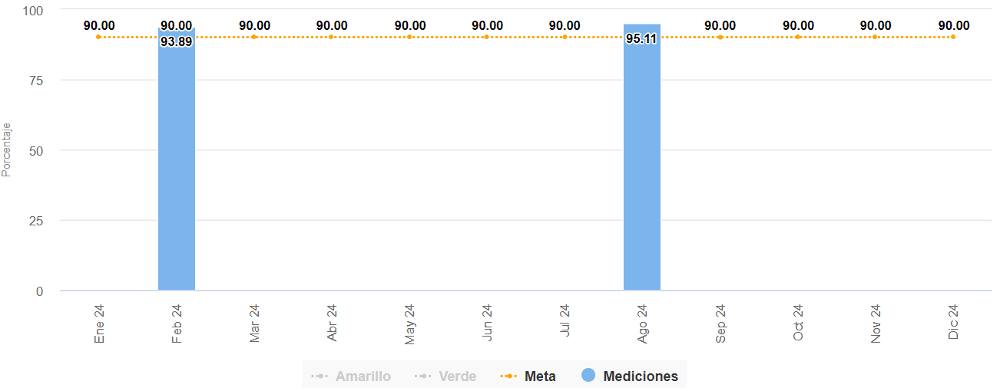 100
75
50
25
0
Porcentaje
90.00 90.00 90.00 90.00 90.00 90.00 90.00 90.00 90.00 90.00 90.00
93.89 95.11
Ene 24 Feb 24 Mar 24 Abr 24 May 24 Jun 24 Jul 24 Ago 24 Sep 24 Oct 24 Nov 24 Dic 24
Amarillo Verde Meta Mediciones